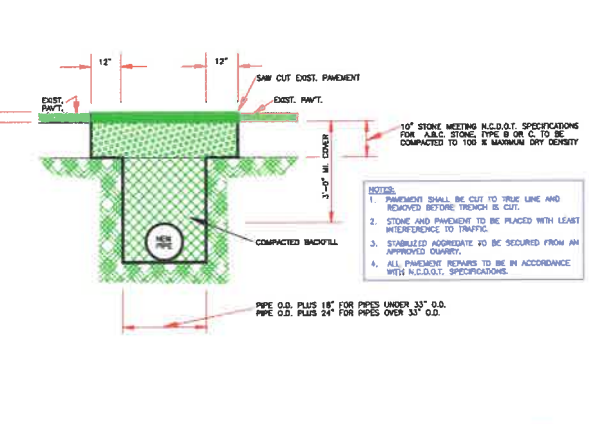 12"
12"
SAW CUT EXIST. PAVEMENT
EXIST.
PAV'T.
EXIST. PAV'T.
10" STONE MEETING N.C.D.O.T. SPECIFICATIONS
FOR A.B.C. STONE, TYPE B OR C. TO BE
COMPACTED TO 100 % MAXIMUM DRY DENSITY
3'-0" MI. COVER
NOTES:
1. PAVEMENT SHALL BE CUT TO TRUE LINE AND
REMOVED BEFORE TRENCH IS CUT.
2. STONE AND PAVEMENT TO BE PLACED WITH LEAST
INTERFERENCE TO TRAFFIC.
3. STABILIZED AGGREGATE TO BE SECURED FROM AN
APPROVED QUARRY.
4. ALL PAVEMENT REPAIRS TO BE IN ACCORDANCE
WITH N.C.D.O.T. SPECIFICATIONS.
NEW
PIPE
COMPACTED BACKFILL
PIPE O.D. PLUS 18" FOR PIPES UNDER 33" O.D.
PIPE O.D. PLUS 24" FOR PIPES OVER 33" O.D.